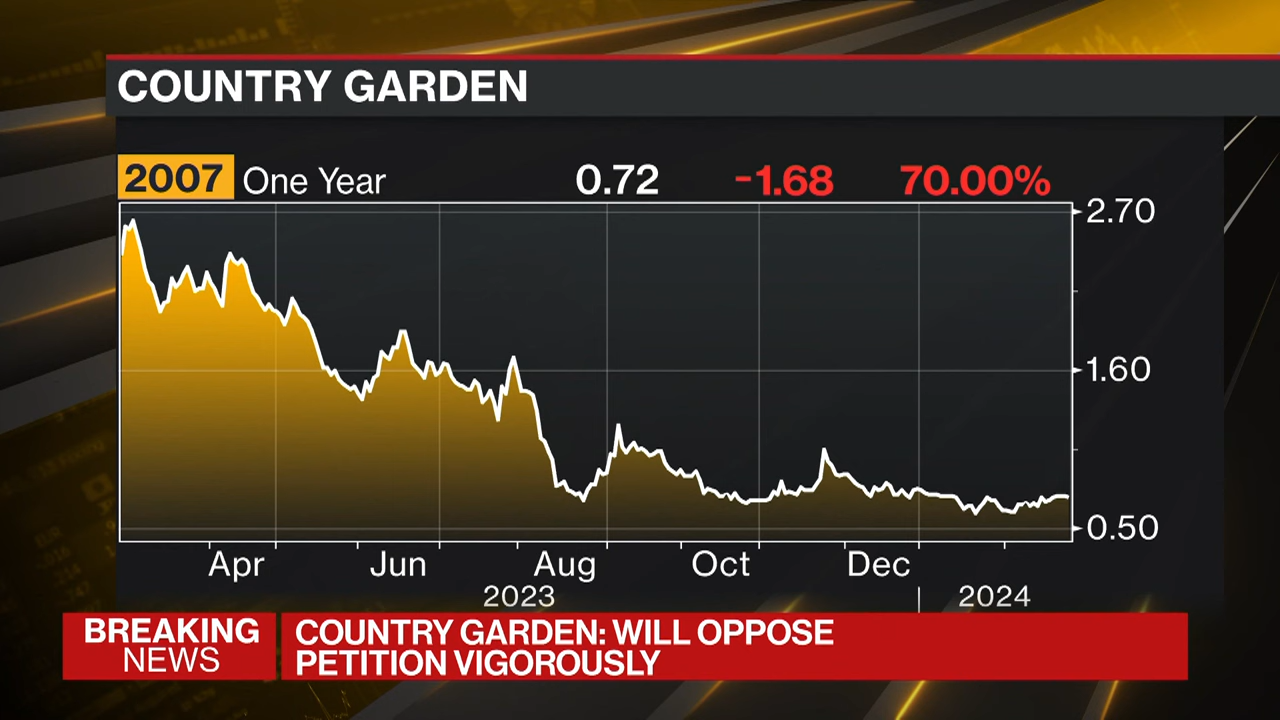 COUNTRY GARDEN
2007 One Year 0.72 -1.68 70.00%
2.70
1.60
0.50
Apr Jun Aug Oct Dec
2023 2024
BREAKING NEWS
COUNTRY GARDEN: WILL OPPOSE
PETITION VIGOROUSLY